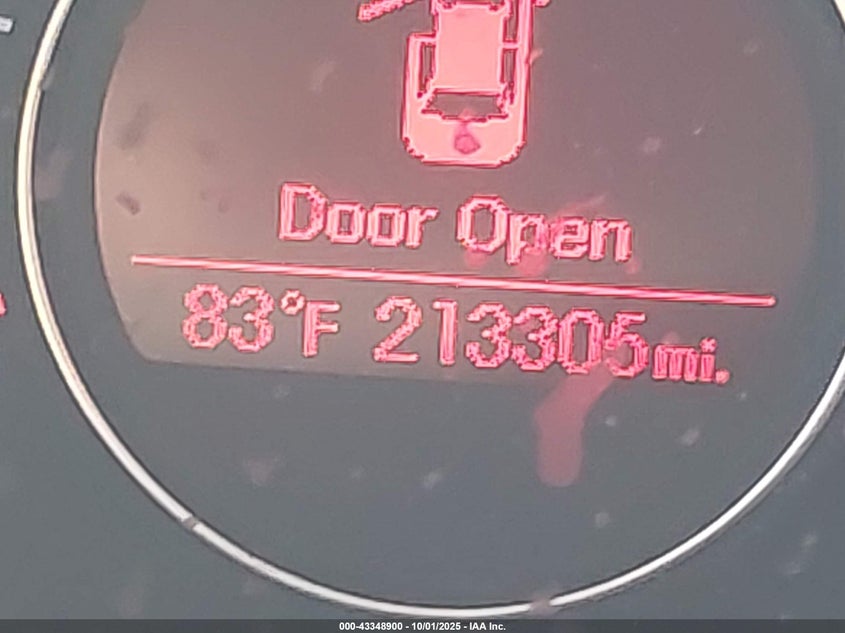 Door Open
83°F 213305mi.
000-43348900 - 10/01/2025 - IAA Inc.